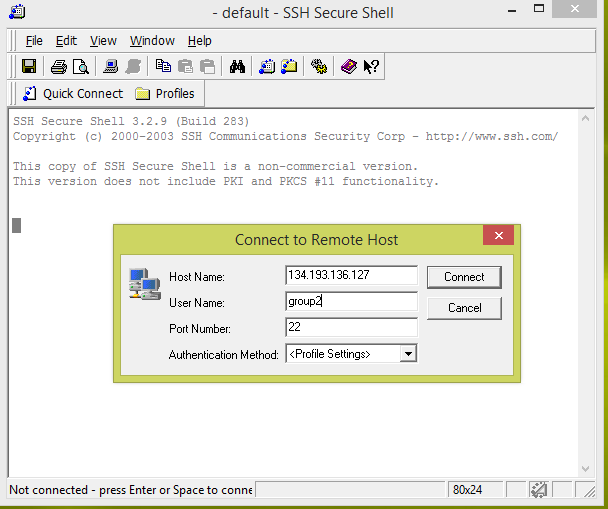 - default - SSH Secure Shell
File Edit View Window Help
Quick Connect Profiles
SSH Secure Shell 3.2.9 (Build 283)
Copyright (c) 2000-2003 SSH Communications Security Corp - http://www.ssh.com/
This copy of SSH Secure Shell is a non-commercial version.
This version does not include PKI and PKCS #11 functionality.
Connect to Remote Host
Host Name: 134.193.136.127 Connect
User Name: group2 Cancel
Port Number: 22
Authentication Method: <Profile Settings>
Not connected - press Enter or Space to conne 80x24